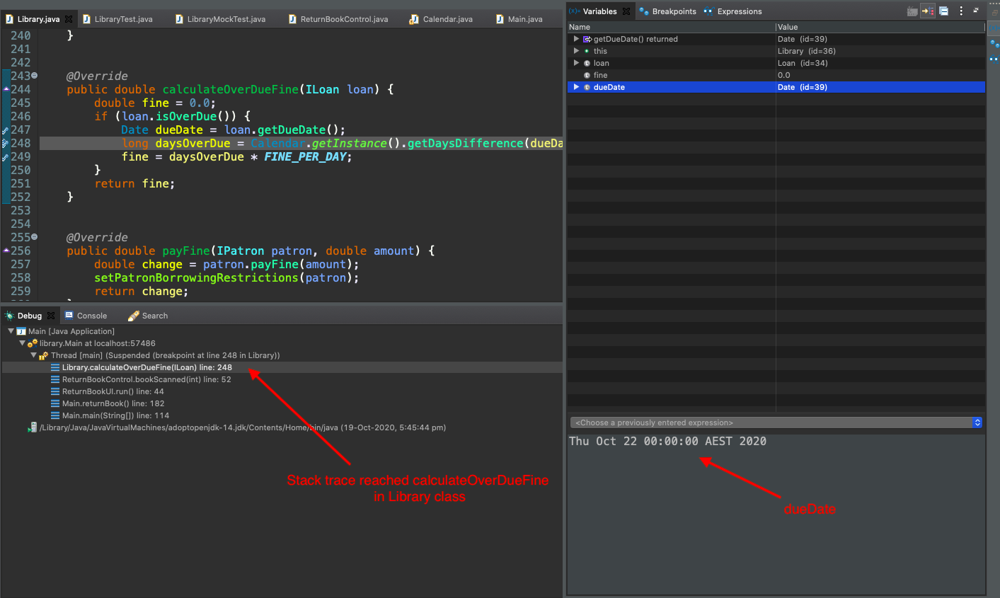 Library.java
LibraryTest.java
LibraryMockTest.java
ReturnBookControl.java
Calendar.java
Main.java
240 }
241
242
243 @Override
244 public double calculateOverDueFine(ILoan loan) {
245 double fine = 0.0;
246 if (loan.isOverDue()) {
247 Date dueDate = loan.getDueDate();
248 long daysOverDue = Calendar.getInstance().getDaysDifference(dueDa
249 fine = daysOverDue * FINE_PER_DAY;
250 }
251 return fine;
252 }
253
254
255 @Override
256 public double payFine(IPatron patron, double amount) {
257 double change = patron.payFine(amount);
258 setPatronBorrowingRestrictions(patron);
259 return change;
Debug
Console
Search
Main [Java Application]
library.Main at localhost:57486
Thread [main] (Suspended (breakpoint at line 248 in Library))
Library.calculateOverDueFine(ILoan) line: 248
ReturnBookControl.bookScanned(int) line: 52
ReturnBookUI.run() line: 44
Main.returnBook() line: 182
Main.main(String[]) line: 114
/Library/Java/JavaVirtualMachines/adoptopenjdk-14.jdk/Contents/Home/bin/java (19-Oct-2020, 5:45:44 pm)
Stack trace reached calculateOverDueFine
in Library class
(x)= Variables
Breakpoints
Expressions
Name Value
getDueDate() returned Date (id=39)
this Library (id=36)
loan Loan (id=34)
fine 0.0
dueDate Date (id=39)
<Choose a previously entered expression>
Thu Oct 22 00:00:00 AEST 2020
dueDate